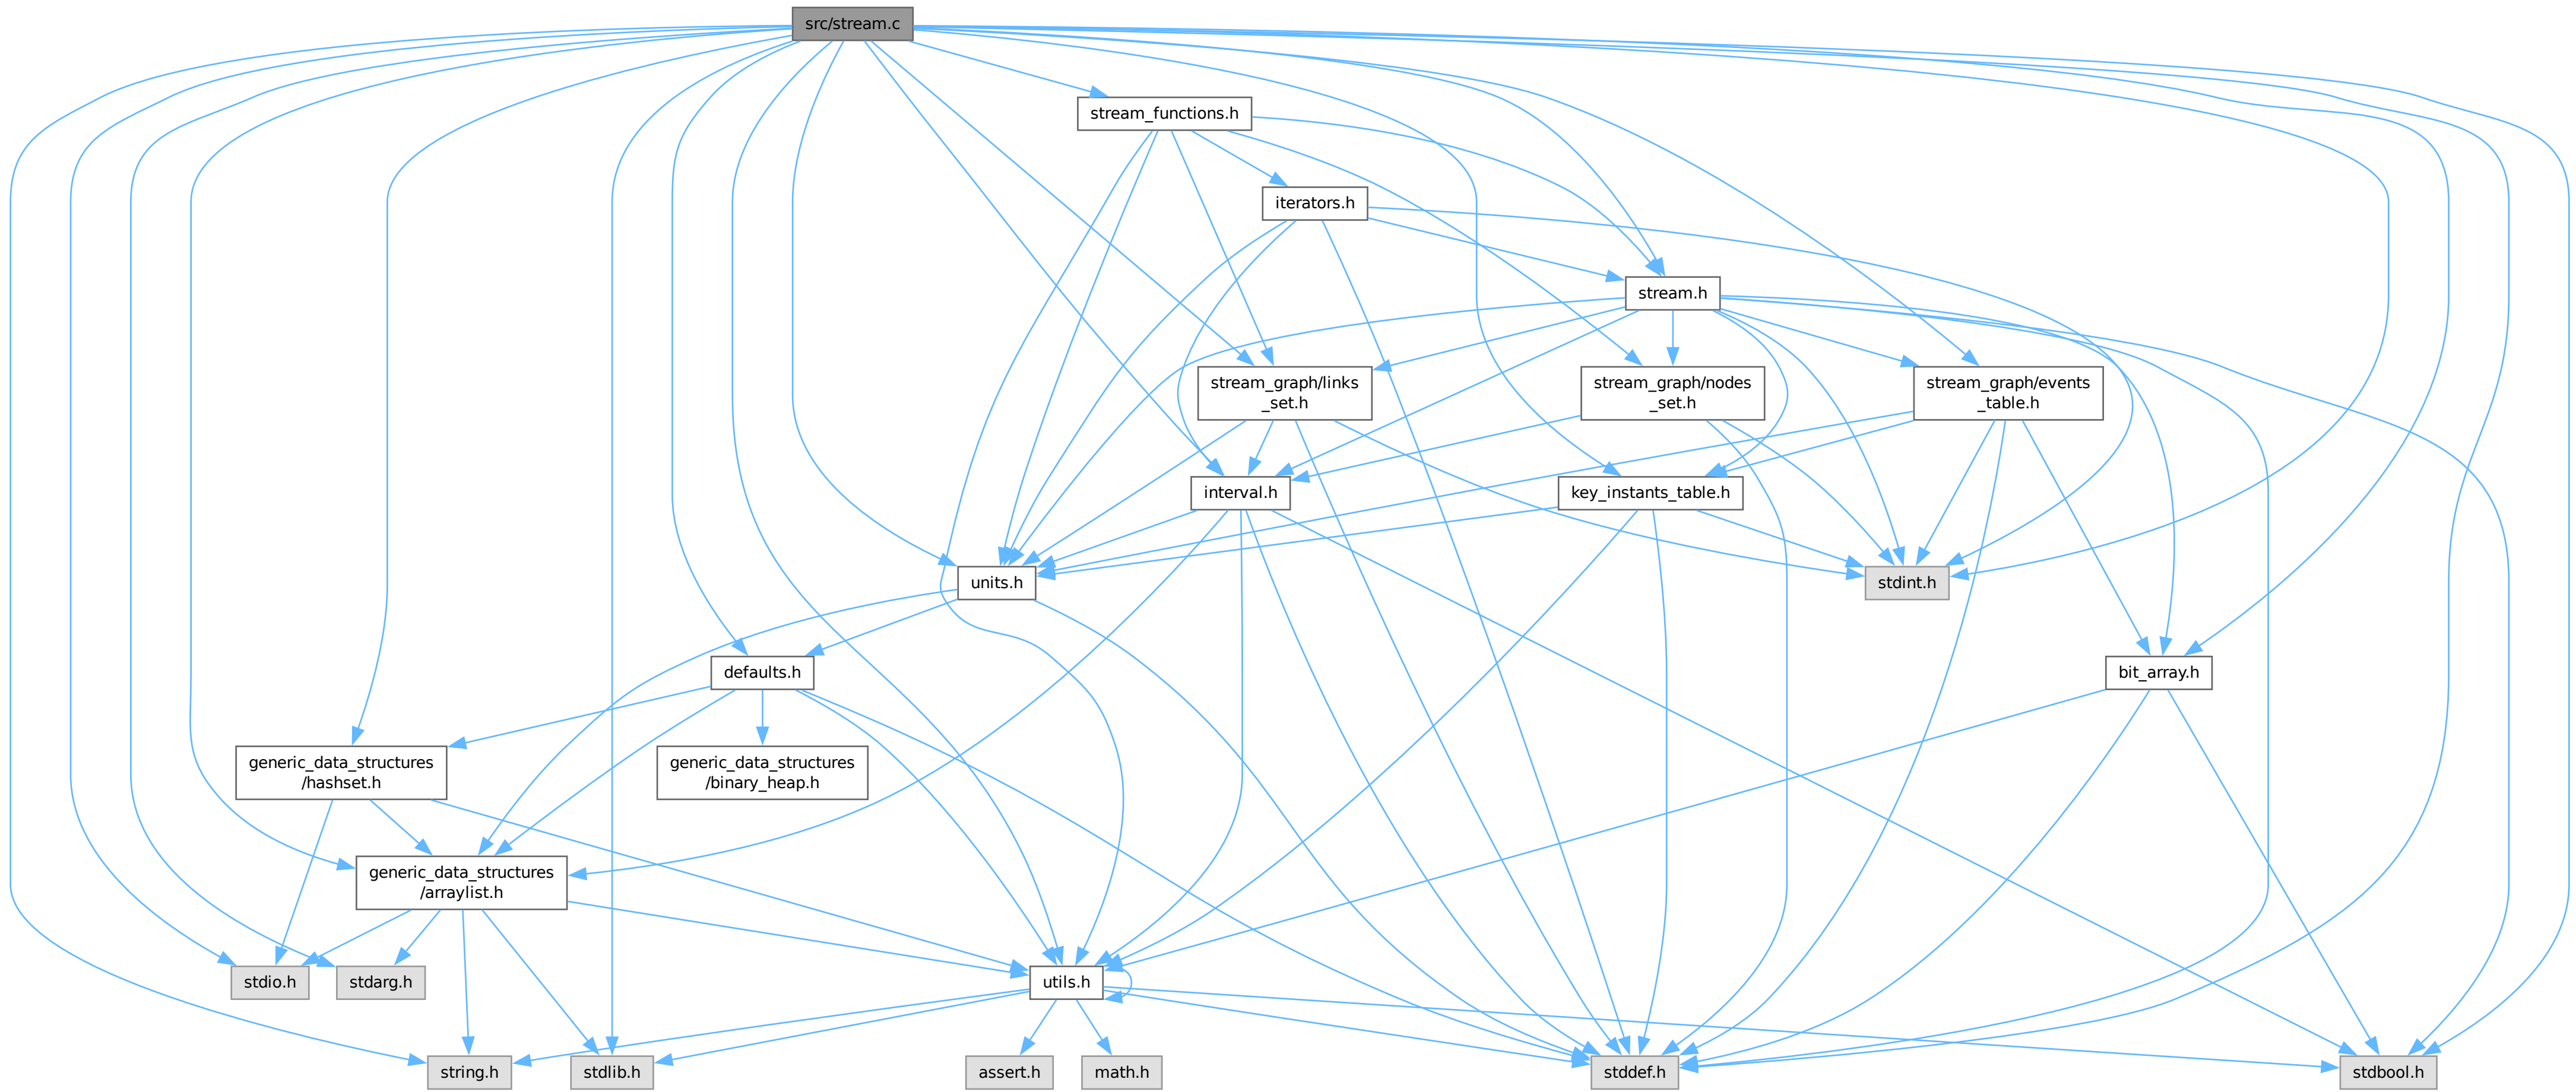 src/stream.c
stream_functions.h
iterators.h
stream.h
stream_graph/links
_set.h
stream_graph/nodes
_set.h
stream_graph/events
_table.h
interval.h
key_instants_table.h
units.h
stdint.h
defaults.h
bit_array.h
generic_data_structures
/hashset.h
generic_data_structures
/binary_heap.h
generic_data_structures
/arraylist.h
stdio.h
stdarg.h
utils.h
string.h
stdlib.h
assert.h
math.h
stddef.h
stdbool.h